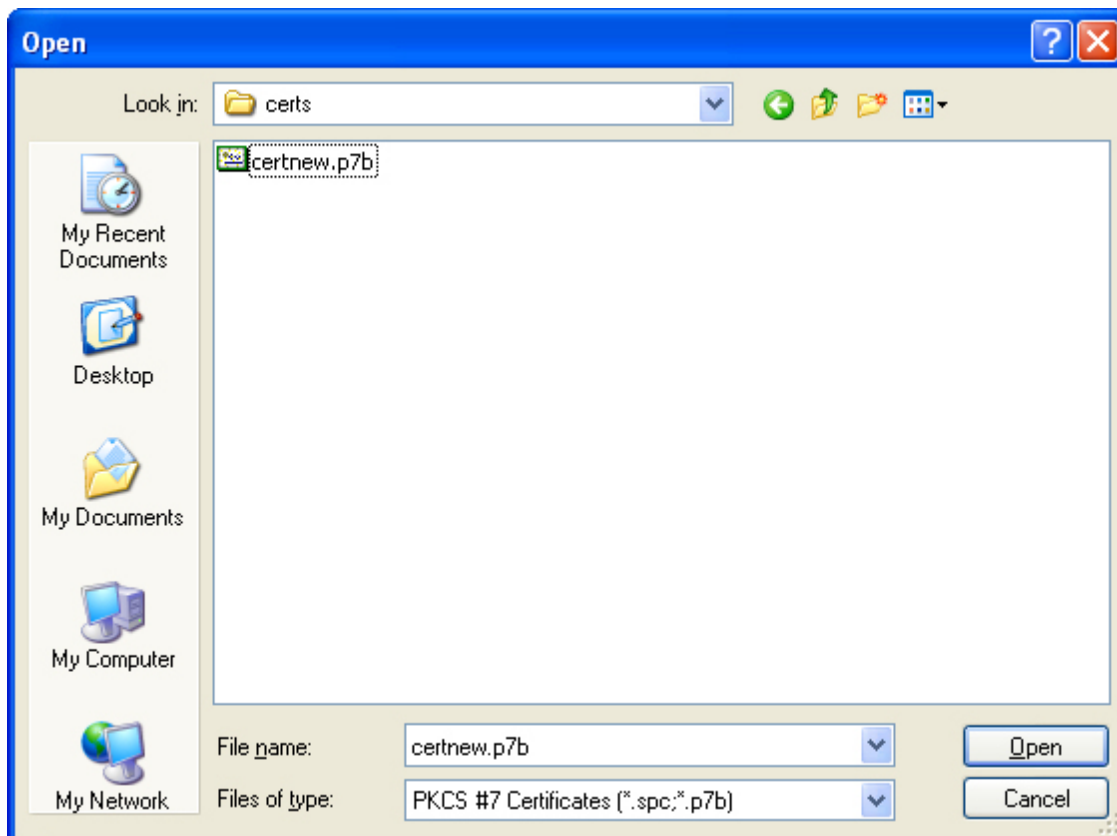 Open
Look in:
certs
certnew.p7b
My Recent
Documents
Desktop
My Documents
My Computer
My Network
File name:
certnew.p7b
Open
Files of type:
PKCS #7 Certificates (*.spc;*.p7b)
Cancel